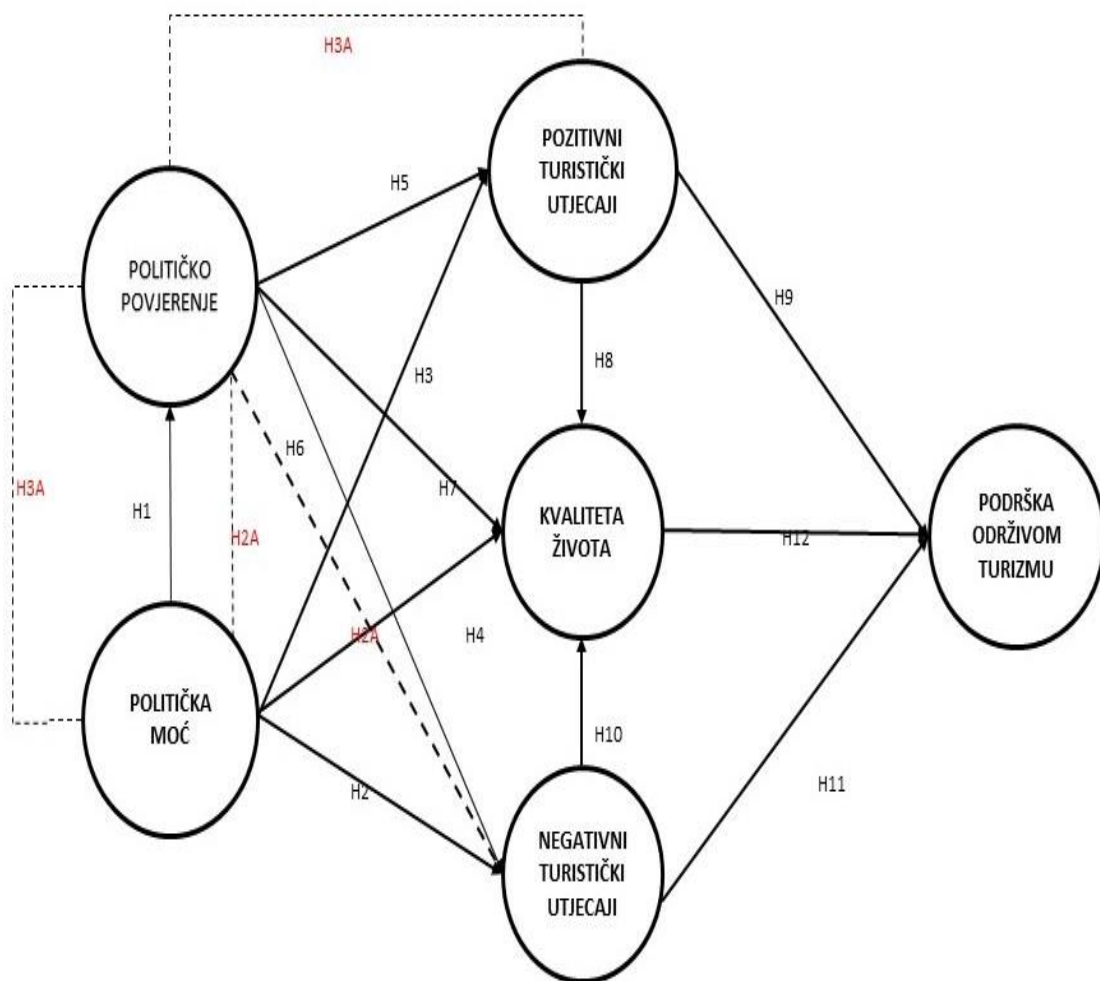 H3A
POZITIVNI
TURISTIČKI
UTJECAJI
H5
POLITIČKO
POVJERENJE
H9
H3
H8
H6
H7
H3A
H1
H2A
KVALITETA
ŽIVOTA
H12
PODRŠKA
ODRŽIVOM
TURIZMU
H2A
H4
POLITIČKA
MOĆ
H10
H2
H11
NEGATIVNI
TURISTIČKI
UTJECAJI